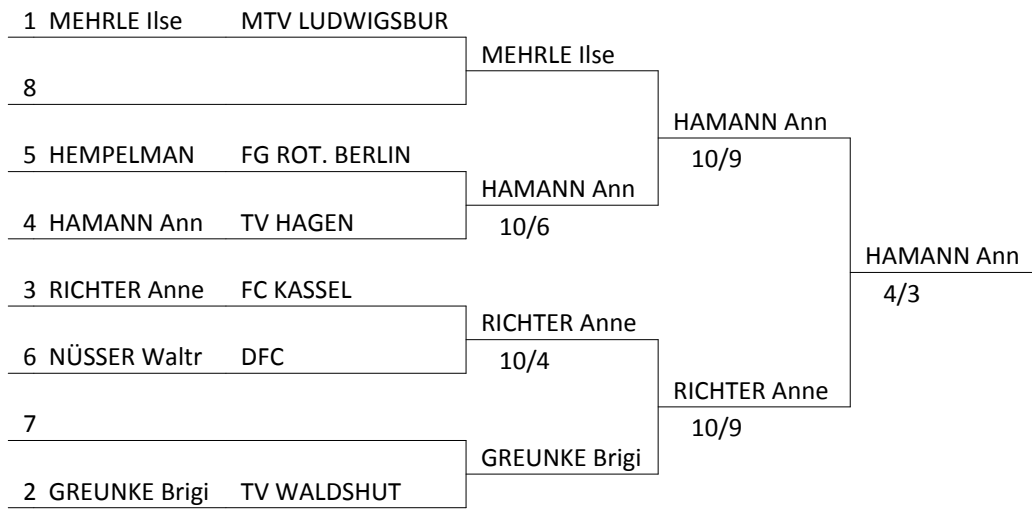 1 MEHRLE Ilse MTV LUDWIGSBUR
MEHRLE Ilse
8
HAMANN Ann
10/9
5 HEMPELMAN FG ROT. BERLIN
HAMANN Ann
10/6
4 HAMANN Ann TV HAGEN
HAMANN Ann
4/3
3 RICHTER Anne FC KASSEL
RICHTER Anne
10/4
6 NÜSSER Waltr DFC
RICHTER Anne
10/9
7
GREUNKE Brigi
2 GREUNKE Brigi TV WALDSHUT